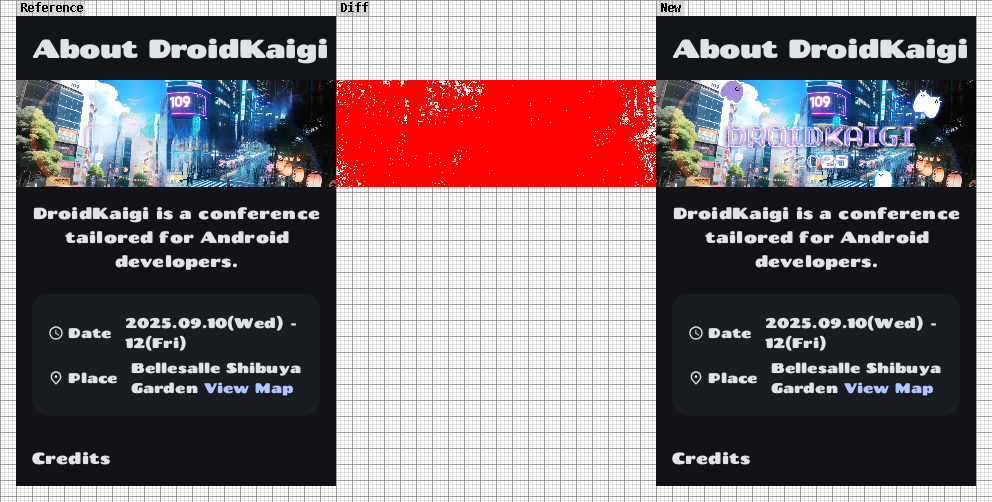 Reference
Diff
New
About DroidKaigi
109
DroidKaigi is a conference
tailored for Android
developers.
Date
2025.09.10(Wed) -
12(Fri)
Place
Bellesalle Shibuya
Garden View Map
Credits
About DroidKaigi
109
DROIDKAIGI
2025
DroidKaigi is a conference
tailored for Android
developers.
Date
2025.09.10(Wed) -
12(Fri)
Place
Bellesalle Shibuya
Garden View Map
Credits